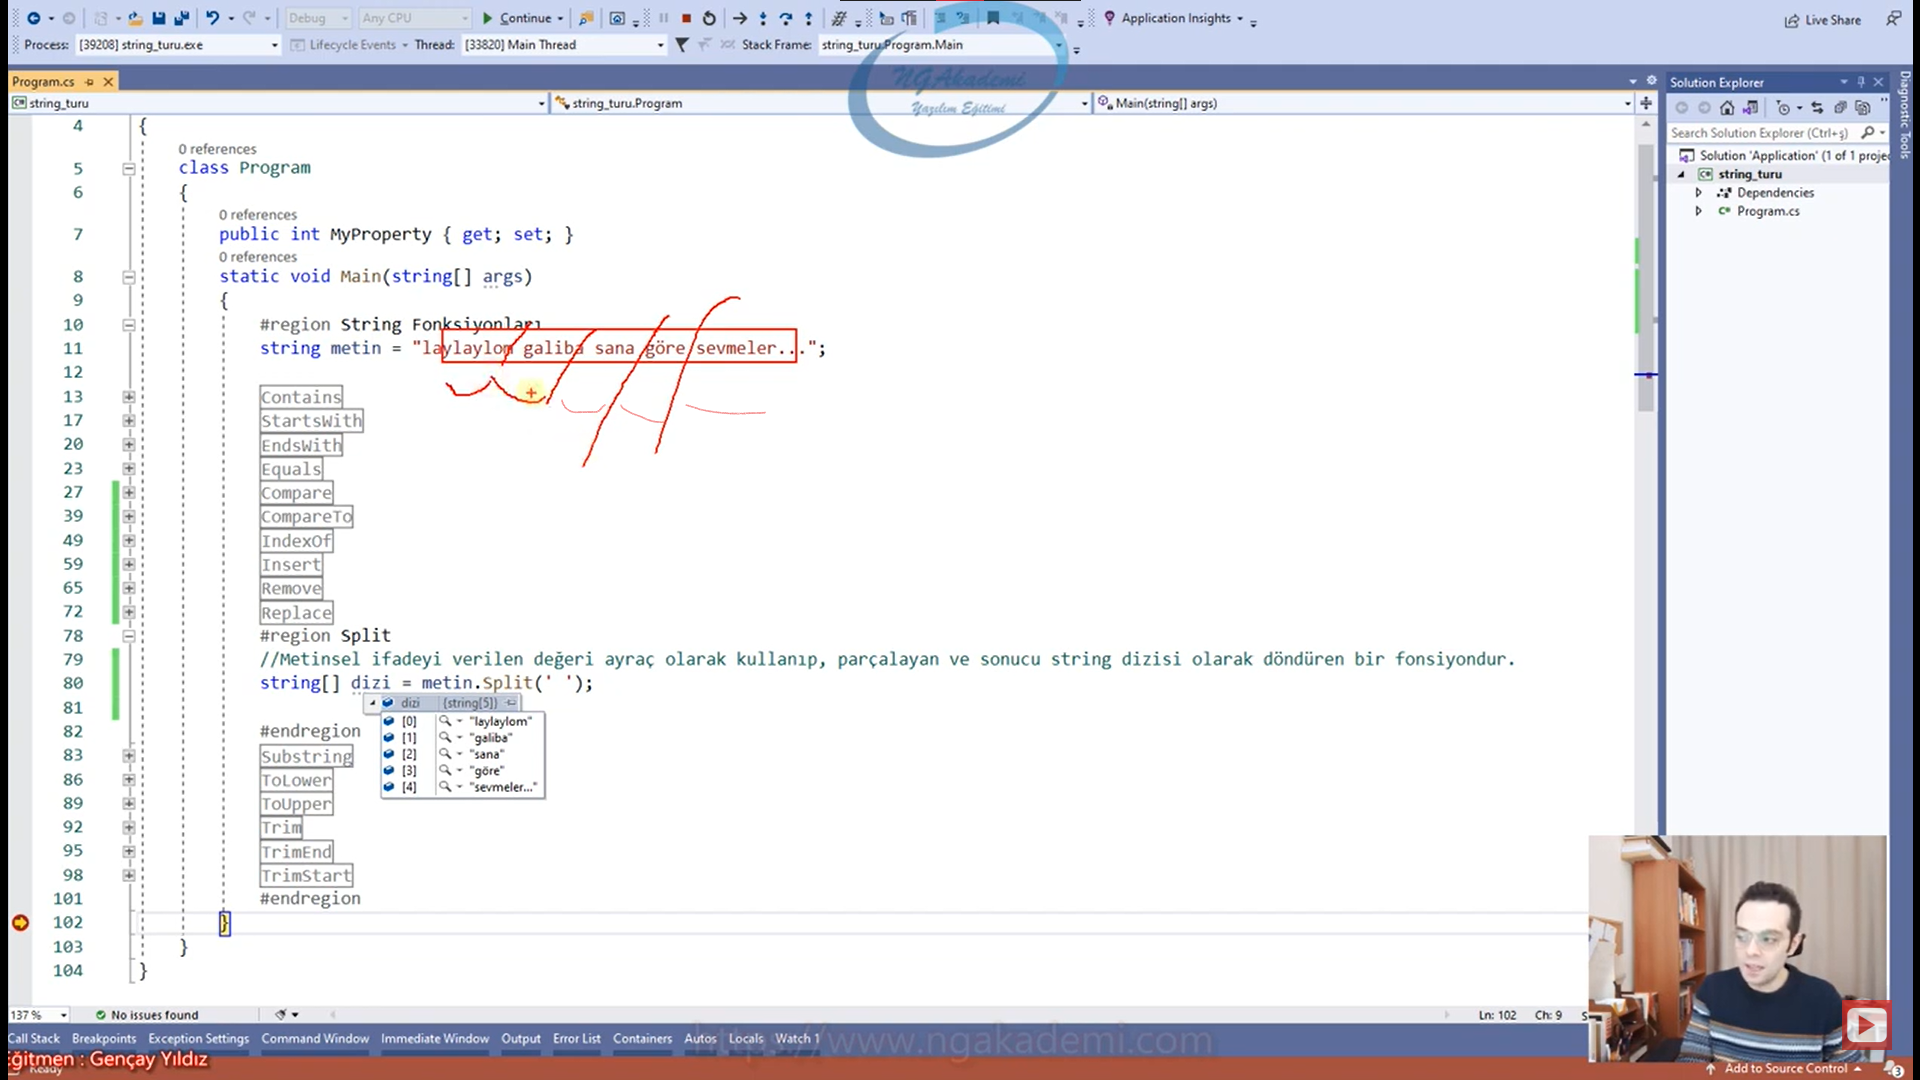 Debug Any CPU Continue Application Insights Live Share
Process: [39208] string_turu.exe Lifecycle Events Thread: [33820] Main Thread Stack Frame: string_turu.Program.Main
NGAkademi
Yazılım Eğitimi
Program.cs
string_turu string_turu.Program Main(string[] args)
4 {
0 references
5 class Program
6 {
0 references
7 public int MyProperty { get; set; }
0 references
8 static void Main(string[] args)
9 {
10 #region String Fonksiyonları
11 string metin = "laylaylom galiba sana göre sevmeler...";
12
13 Contains
17 StartsWith
20 EndsWith
23 Equals
27 Compare
39 CompareTo
49 IndexOf
59 Insert
65 Remove
72 Replace
78 #region Split
79 //Metinsel ifadeyi verilen değeri ayraç olarak kullanıp, parçalayan ve sonucu string dizisi olarak döndüren bir fonsiyondur.
80 string[] dizi = metin.Split(' ');
81
dizi {string[5]}
[0] "laylaylom"
[1] "galiba"
[2] "sana"
[3] "göre"
[4] "sevmeler..."
82 #endregion
83 Substring
86 ToLower
89 ToUpper
92 Trim
95 TrimEnd
98 TrimStart
101 #endregion
102 }
103 }
104 }
Solution Explorer
Search Solution Explorer (Ctrl+ş)
Solution 'Application' (1 of 1 projec
string_turu
Dependencies
Program.cs
Diagnostic Tools
137 % No issues found Ln: 102 Ch: 9 S
Call Stack Breakpoints Exception Settings Command Window Immediate Window Output Error List Containers Autos Locals Watch 1
https://www.ngakademi.com
Eğitmen : Gençay Yıldız
Ready Add to Source Control 3